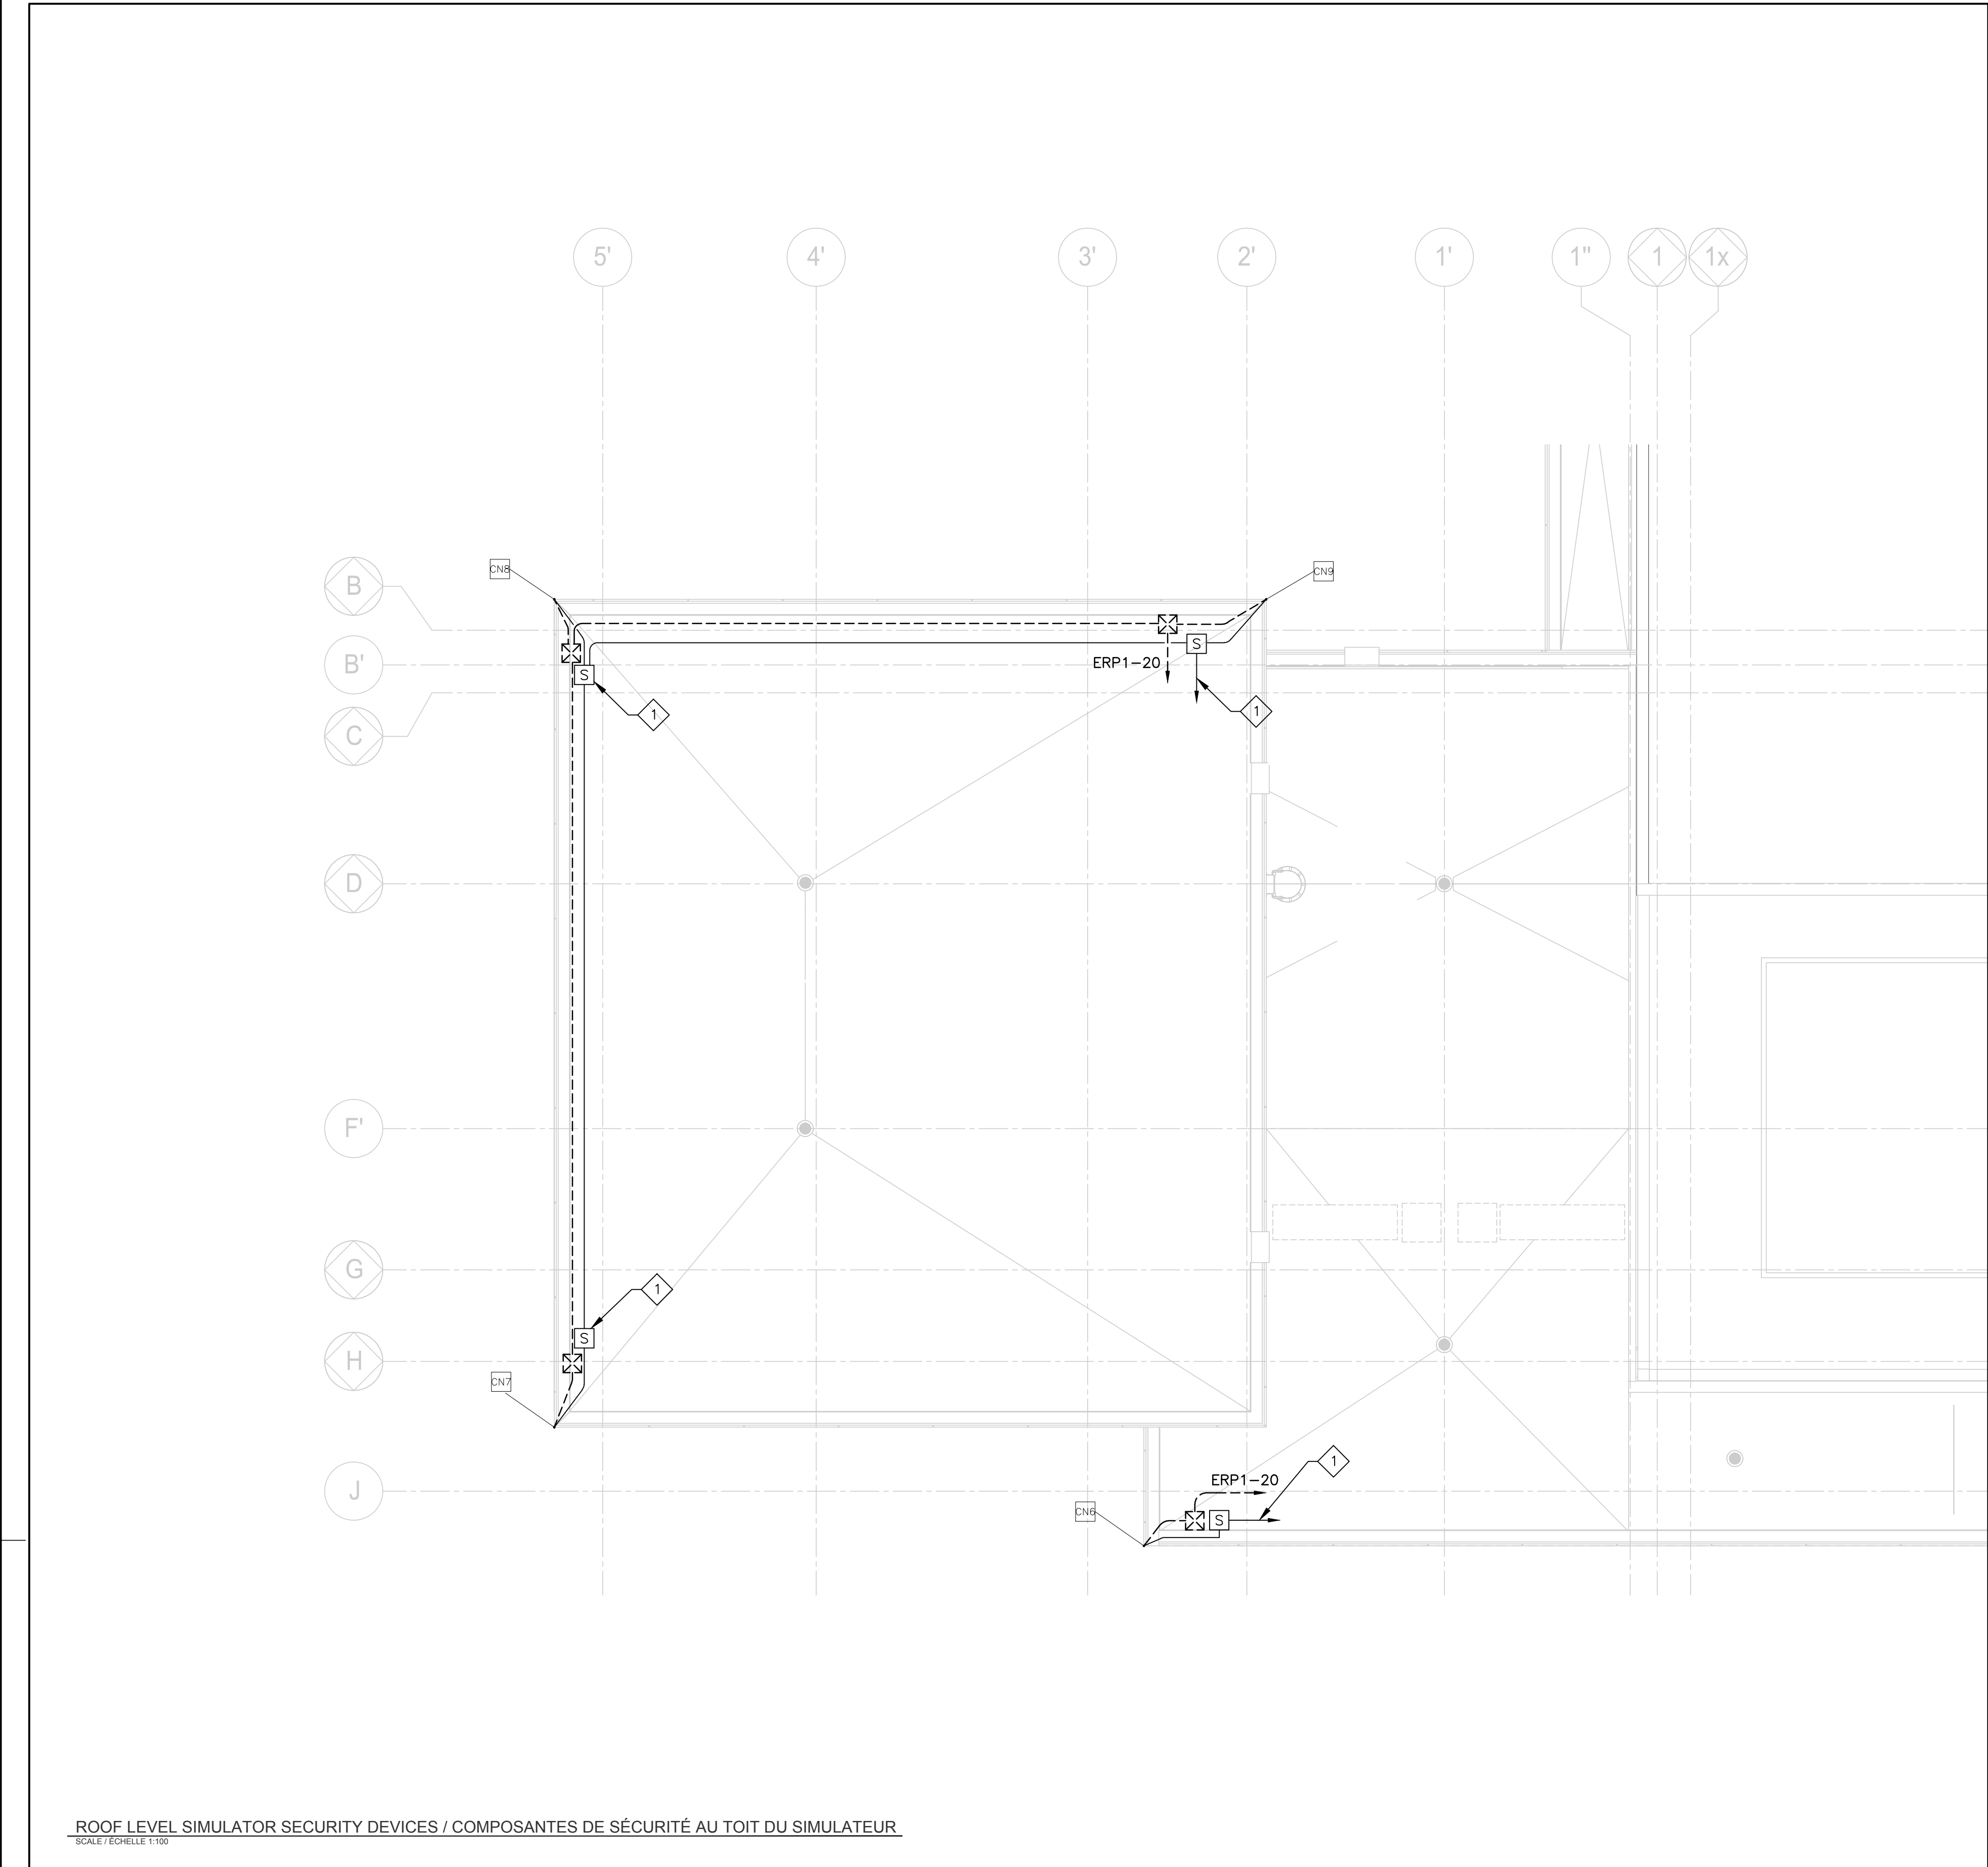 5' 4' 3' 2' 1' 1" 1 1x
CN8
CN9
B
B'
S
ERP1-20
S
1
1
C
D
F'
G
1
S
H
CN7
1
ERP1-20
J
CN6
S
ROOF LEVEL SIMULATOR SECURITY DEVICES / COMPOSANTES DE SÉCURITÉ AU TOIT DU SIMULATEUR
SCALE / ÉCHELLE 1:100